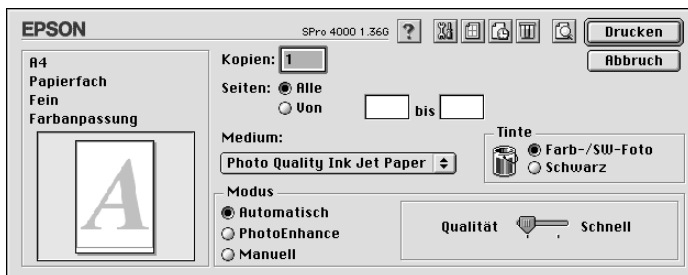 EPSON
SPro 4000 1.36G
?
Drucken
A4
Papierfach
Fein
Farbanpassung
A
Kopien: 1
Abbruch
Seiten: Alle
Von bis
Medium:
Photo Quality Ink Jet Paper
Tinte
Farb-/SW-Foto
Schwarz
Modus
Automatisch
PhotoEnhance
Manuell
Qualität Schnell